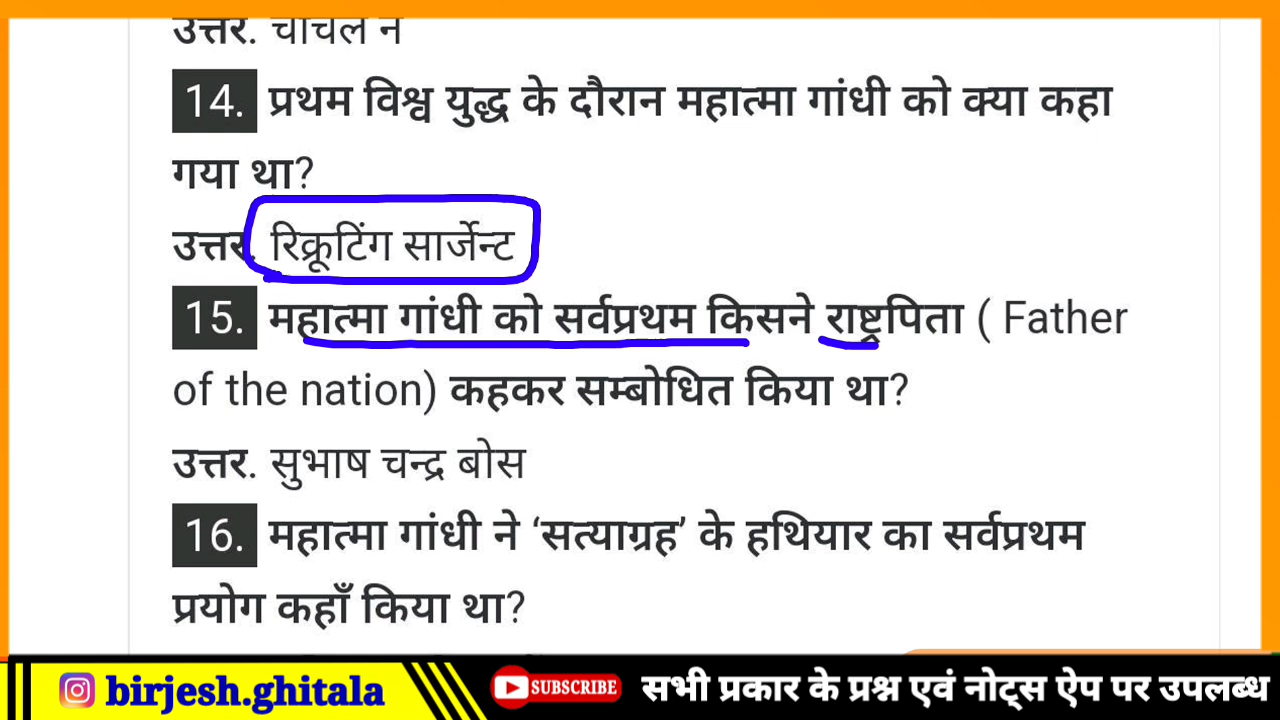 उत्तर. चर्चिल ने
14. प्रथम विश्व युद्ध के दौरान महात्मा गांधी को क्या कहा
गया था?
उत्तर. रिक्रूटिंग सार्जेन्ट
15. महात्मा गांधी को सर्वप्रथम किसने राष्ट्रपिता ( Father
of the nation) कहकर सम्बोधित किया था?
उत्तर. सुभाष चन्द्र बोस
16. महात्मा गांधी ने ‘सत्याग्रह’ के हथियार का सर्वप्रथम
प्रयोग कहाँ किया था?
birjesh.ghitala SUBSCRIBE सभी प्रकार के प्रश्न एवं नोट्स ऐप पर उपलब्ध